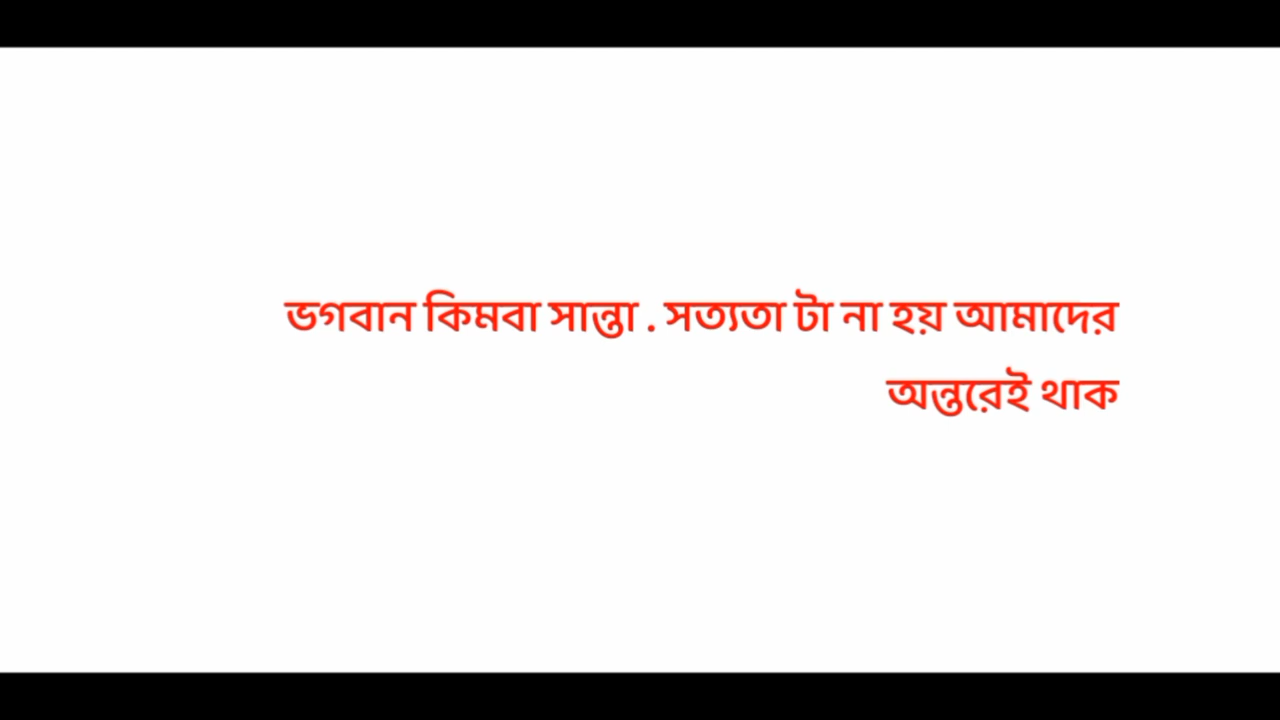 ভগবান কিমবা সান্তা . সত্যতা টা না হয় আমাদের
অন্তরেই থাক